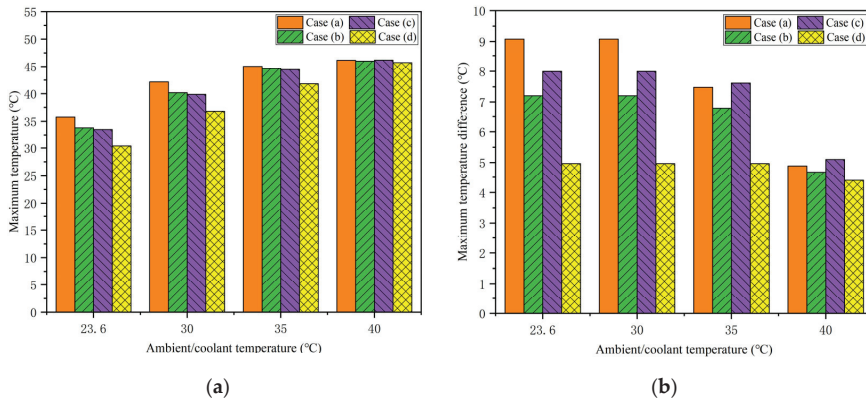 Case (a) Case (c)
Case (b) Case (d)
Maximum temperature (℃)
55
50
45
40
35
30
25
20
15
10
5
0
23.6 30 35 40
Ambient/coolant temperature (℃)
(a)
Case (a) Case (c)
Case (b) Case (d)
Maximum temperature difference (℃)
10
9
8
7
6
5
4
3
2
1
0
23.6 30 35 40
Ambient/coolant temperature (℃)
(b)